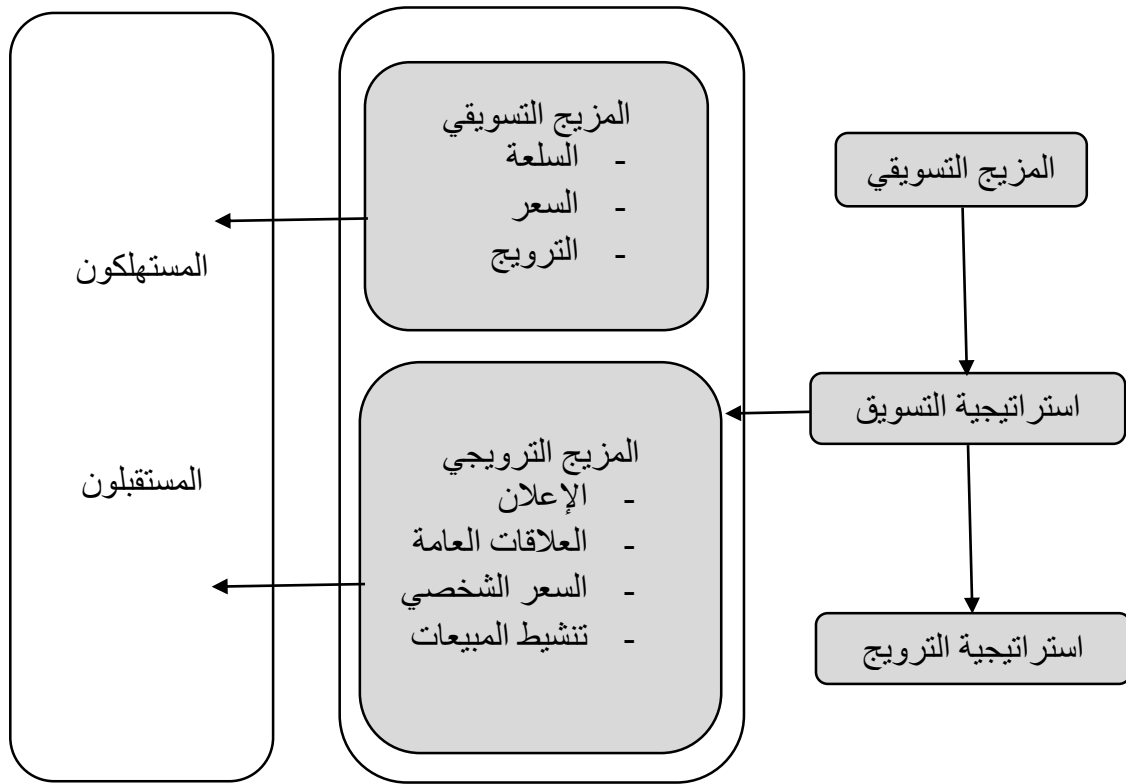 المزيج التسويقي
استراتيجية التسويق
استراتيجية الترويج
المزيج التسويقي
- السلعة
- السعر
- الترويج
المزيج الترويجي
- الإعلان
- العلاقات العامة
- السعر الشخصي
- تنشيط المبيعات
المستهلكون
المستقبلون